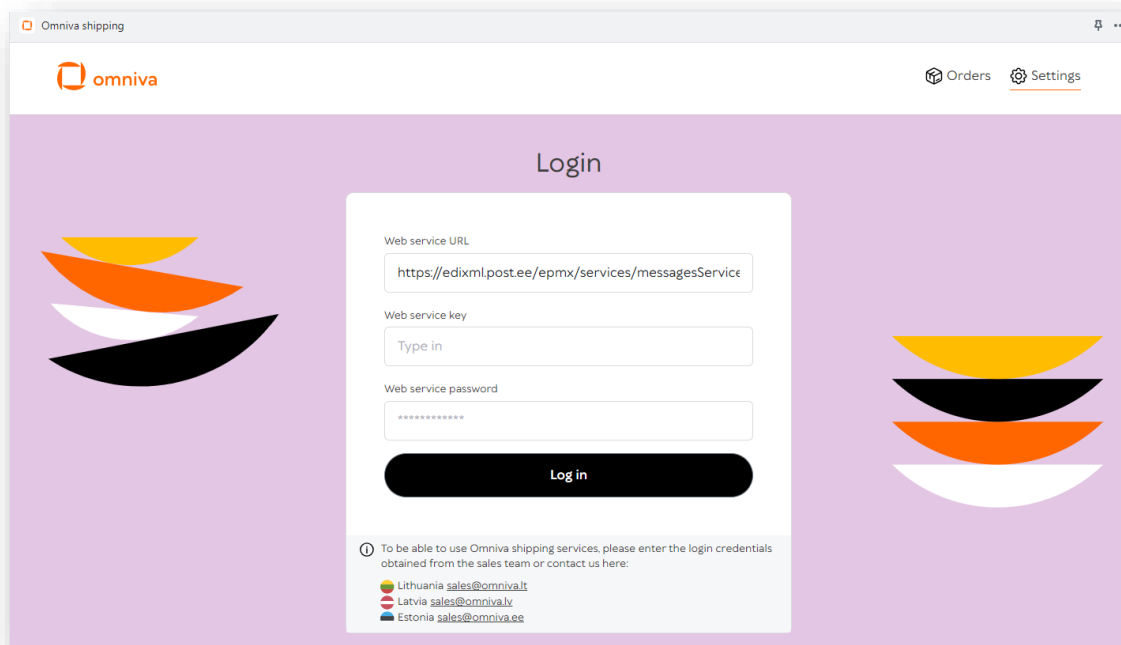 Omniva shipping
omniva
Orders
Settings
Login
Web service URL
https://edixml.post.ee/epmx/services/messagesService
Web service key
Type in
Web service password
************
Log in
To be able to use Omniva shipping services, please enter the login credentials
obtained from the sales team or contact us here:
Lithuania sales@omniva.lt
Latvia sales@omniva.lv
Estonia sales@omniva.ee